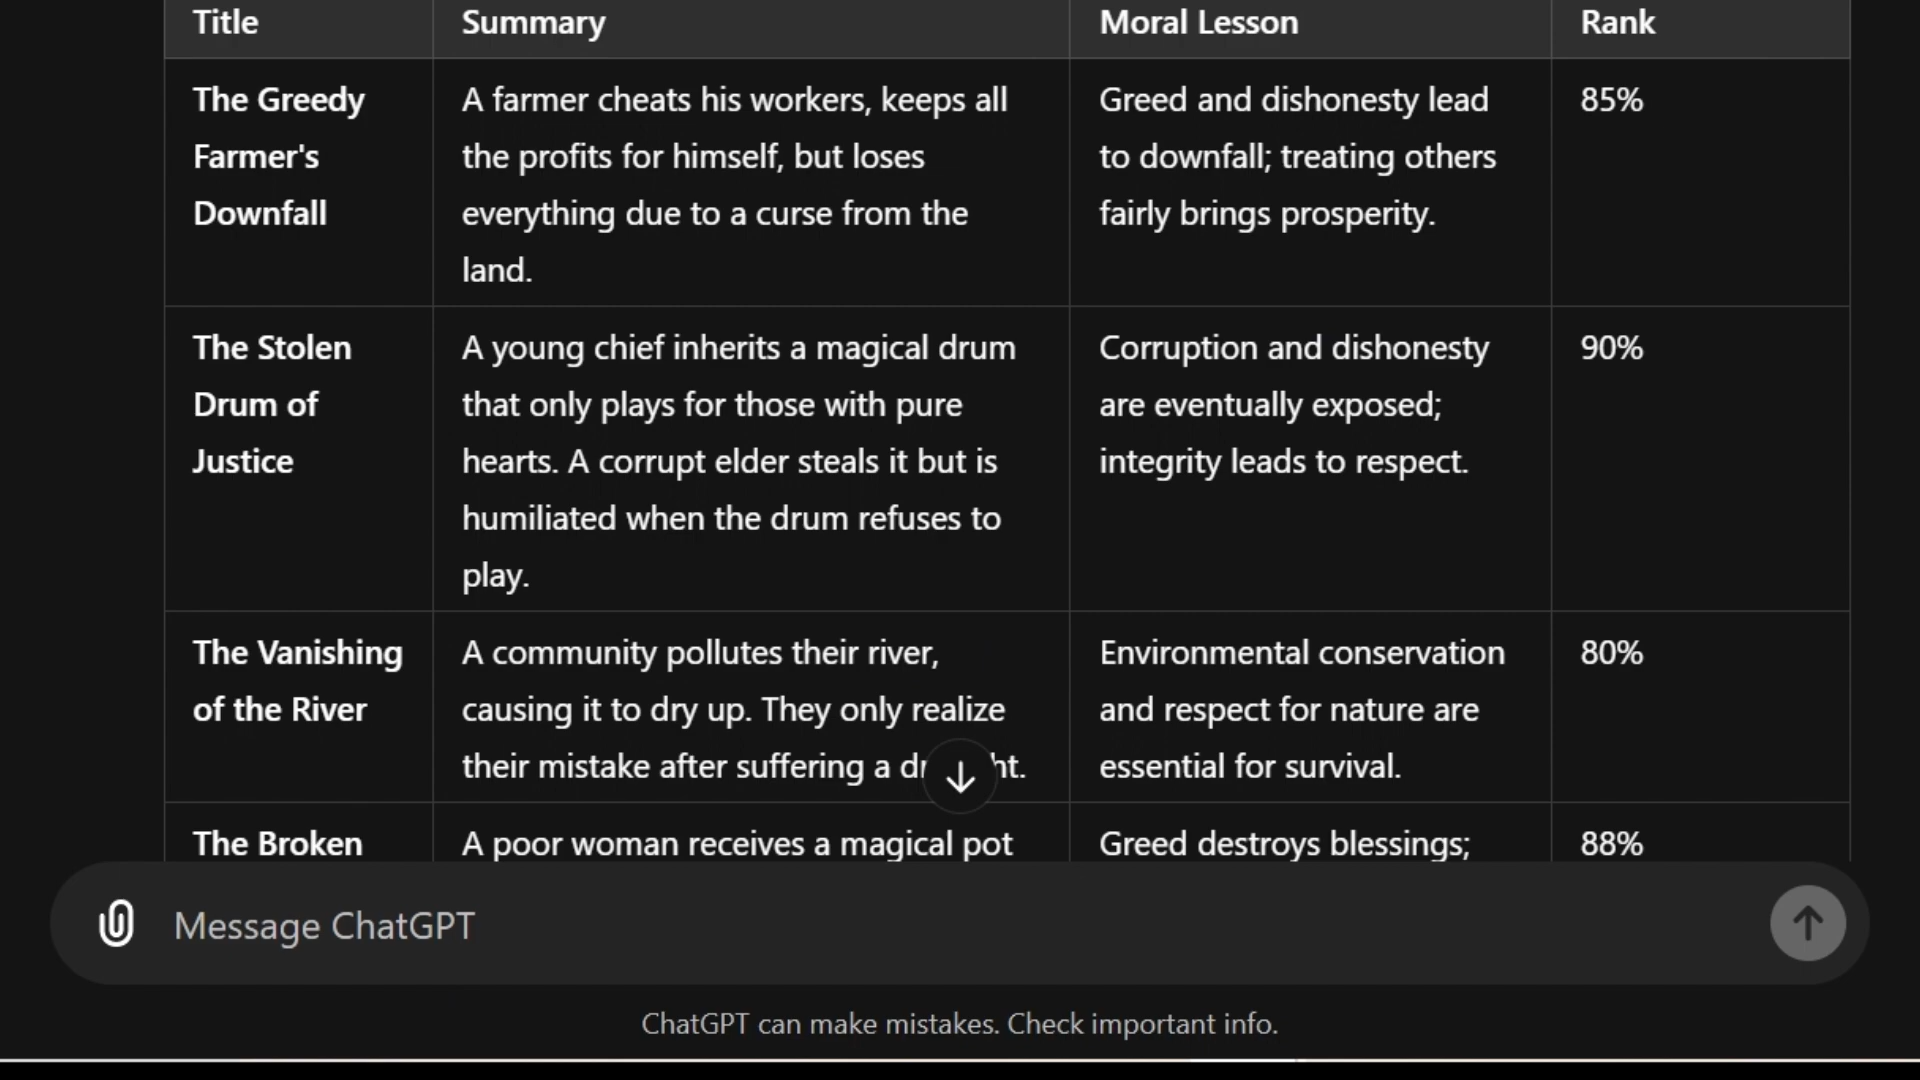 Title Summary Moral Lesson Rank
The Greedy Farmer's Downfall
A farmer cheats his workers, keeps all
the profits for himself, but loses
everything due to a curse from the
land.
Greed and dishonesty lead
to downfall; treating others
fairly brings prosperity.
85%
The Stolen
Drum of
Justice
A young chief inherits a magical drum
that only plays for those with pure
hearts. A corrupt elder steals it but is
humiliated when the drum refuses to
play.
Corruption and dishonesty
are eventually exposed;
integrity leads to respect.
90%
The Vanishing
of the River
A community pollutes their river,
causing it to dry up. They only realize
their mistake after suffering a
Environmental conservation
and respect for nature are
essential for survival.
80%
The Broken
A poor woman receives a magical pot
Greed destroys blessings;
88%
Message ChatGPT
ChatGPT can make mistakes. Check important info.